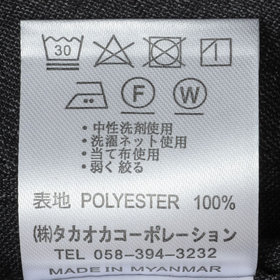 30
F W
・中性洗剤使用
・洗濯ネット使用
・当て布使用
・弱く絞る
表地 POLYESTER 100%
(株)タカオカコーポレーション
TEL 058-394-3232
MADE IN MYANMAR